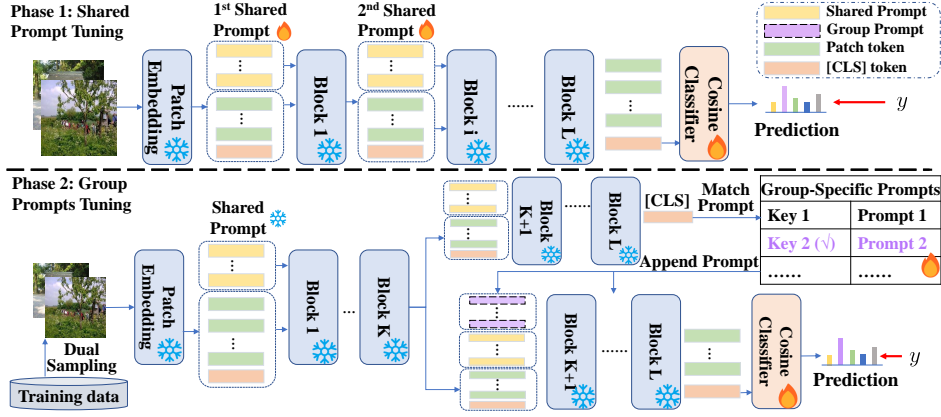 Phase 1: Shared
Prompt Tuning
1st Shared
Prompt
2nd Shared
Prompt
Shared Prompt
Group Prompt
Patch token
[CLS] token
Patch
Embedding
Block 1
Block i
......
Block L
Cosine
Classifier
Prediction
y
Phase 2: Group
Prompts Tuning
Shared
Prompt
Patch
Embedding
Block 1
...
Block K
Block
K+1
......
Block L
[CLS]
Match
Prompt
Group-Specific Prompts
Key 1 Prompt 1
Key 2 (√) Prompt 2
...... ......
Append Prompt
Block K+1
......
Block L
Cosine
Classifier
Prediction
y
Dual
Sampling
Training data